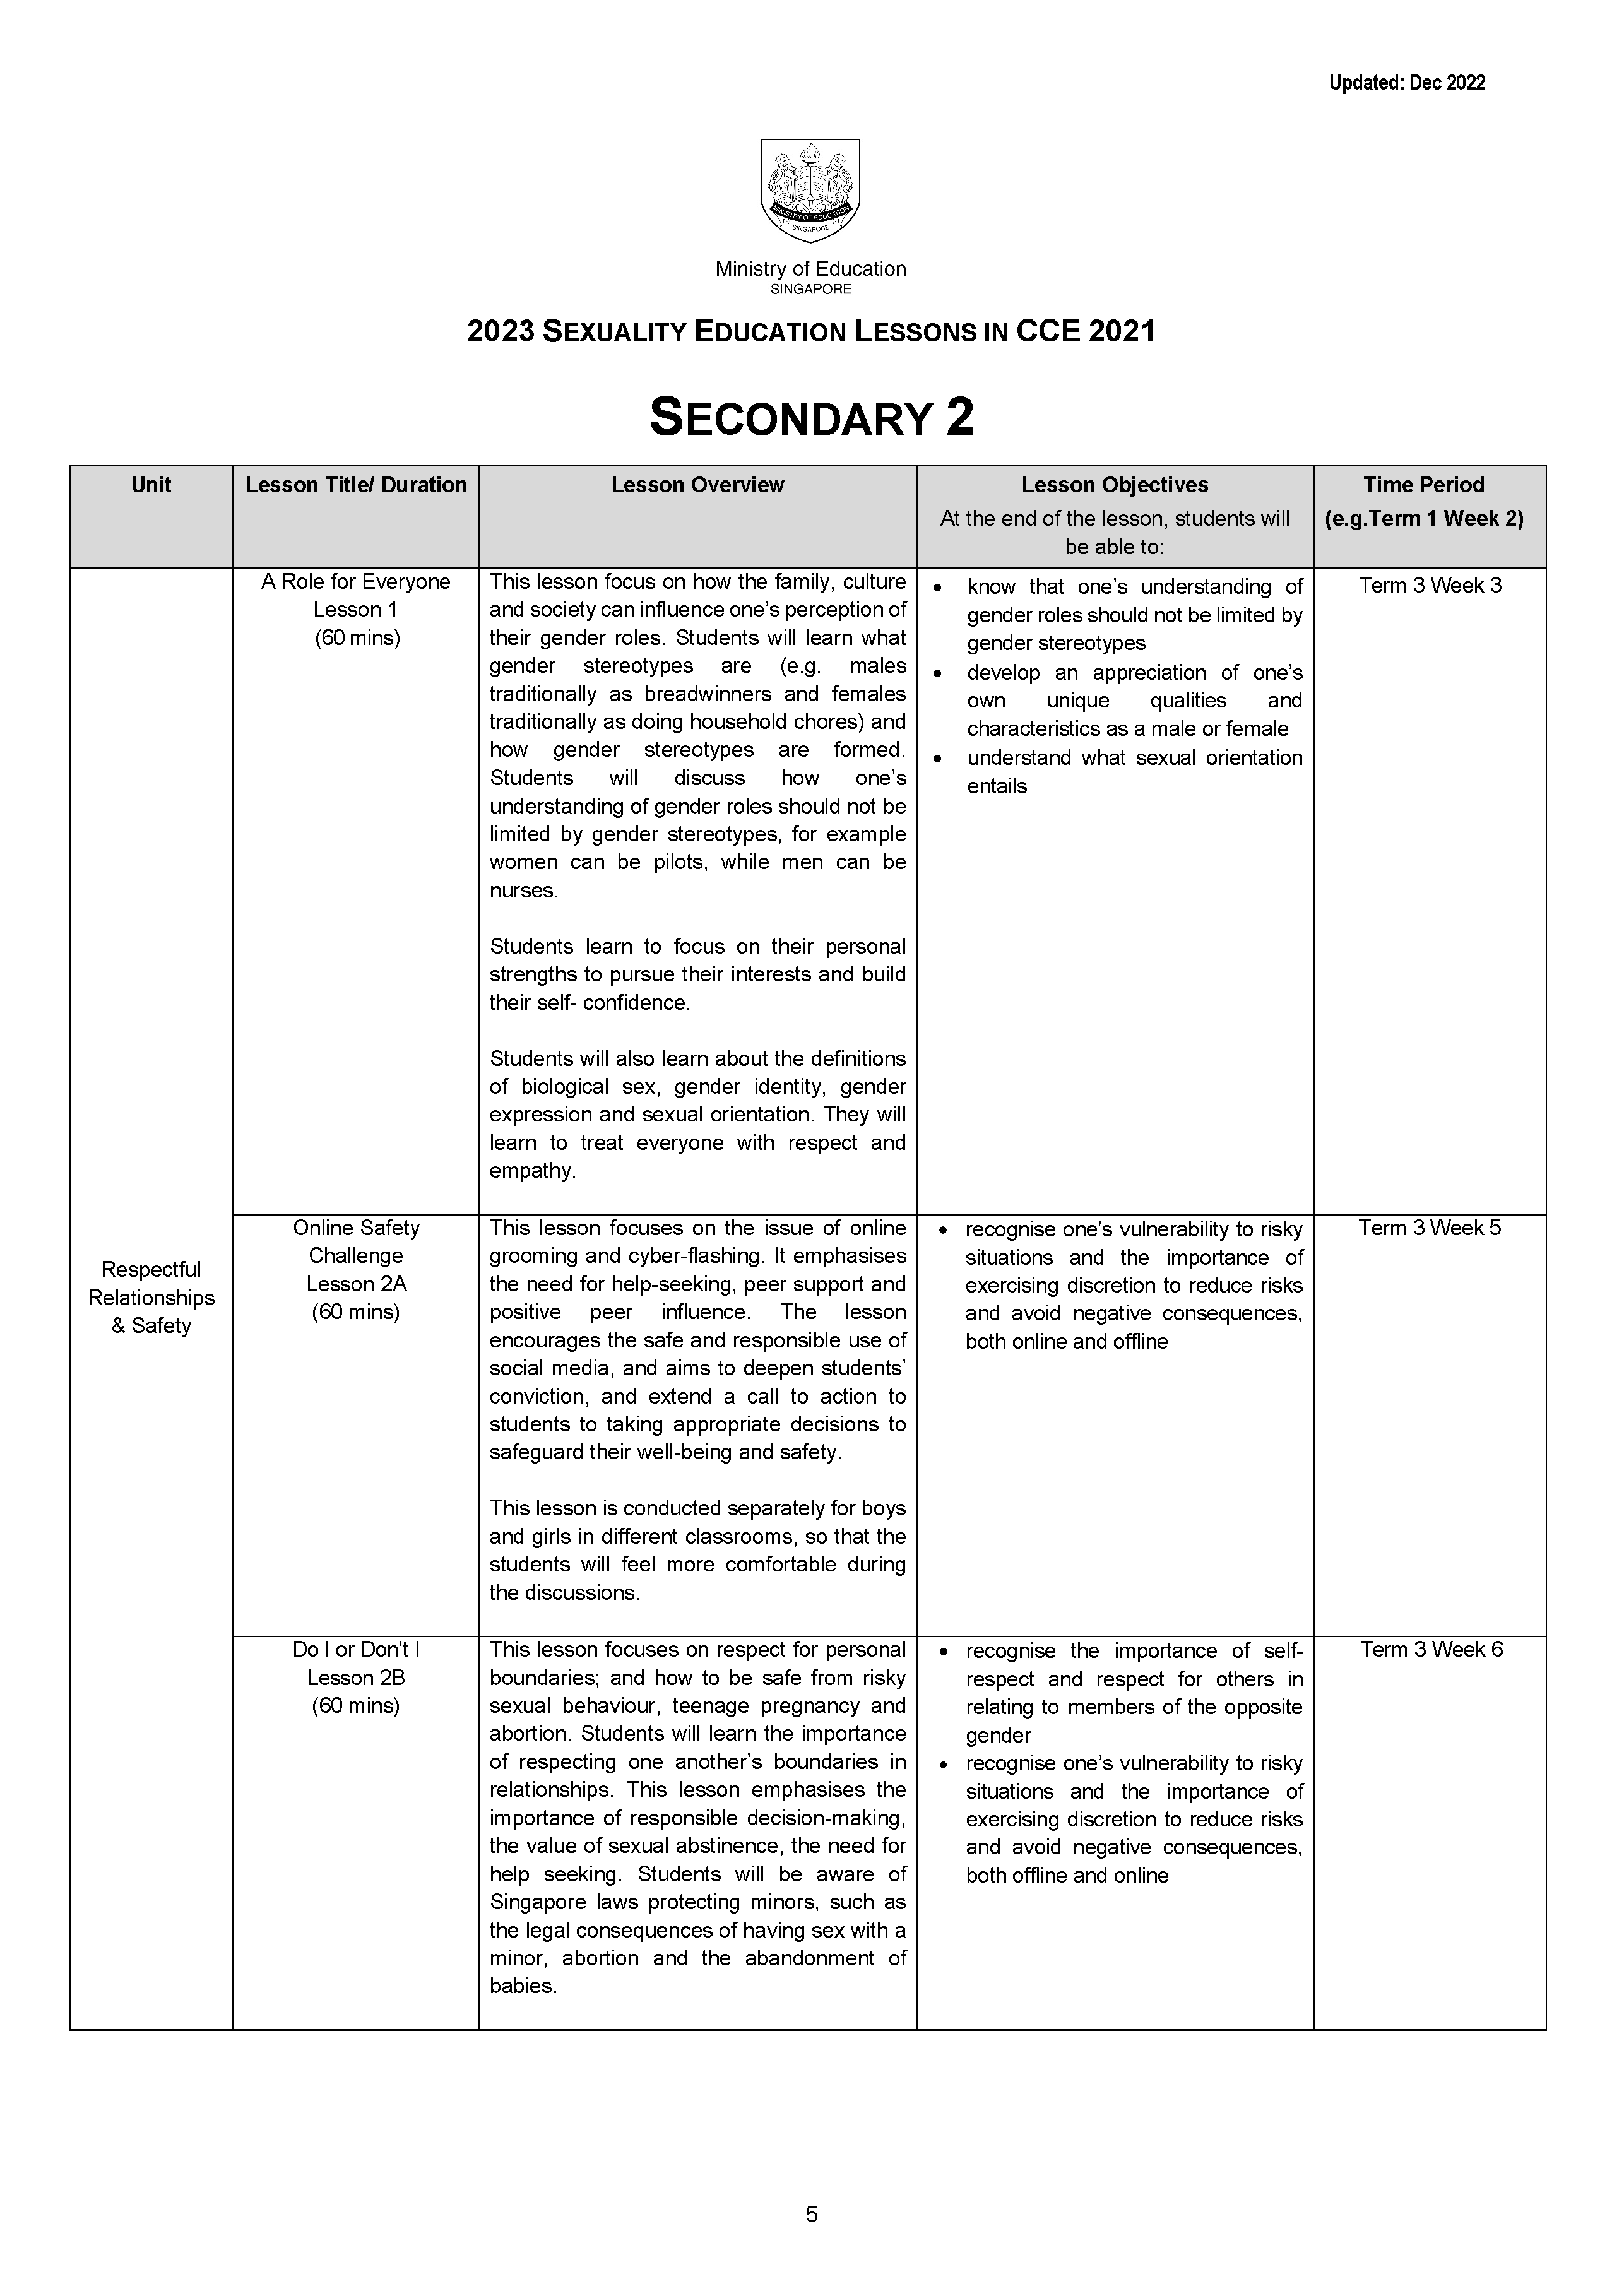 Updated: Dec 2022
MINISTRY OF EDUCATION
SINGAPORE
Ministry of Education
SINGAPORE
2023 SEXUALITY EDUCATION LESSONS IN CCE 2021
SECONDARY 2
Unit
Lesson Title/ Duration
Lesson Overview
Lesson Objectives
At the end of the lesson, students will
be able to:
Time Period
(e.g.Term 1 Week 2)
Respectful
Relationships
& Safety
A Role for Everyone
Lesson 1
(60 mins)
This lesson focus on how the family, culture
and society can influence one’s perception of
their gender roles. Students will learn what
gender stereotypes are (e.g. males
traditionally as breadwinners and females
traditionally as doing household chores) and
how gender stereotypes are formed.
Students will discuss how one’s
understanding of gender roles should not be
limited by gender stereotypes, for example
women can be pilots, while men can be
nurses.
Students learn to focus on their personal
strengths to pursue their interests and build
their self- confidence.
Students will also learn about the definitions
of biological sex, gender identity, gender
expression and sexual orientation. They will
learn to treat everyone with respect and
empathy.
• know that one’s understanding of
gender roles should not be limited by
gender stereotypes
• develop an appreciation of one’s
own unique qualities and
characteristics as a male or female
• understand what sexual orientation
entails
Term 3 Week 3
Online Safety
Challenge
Lesson 2A
(60 mins)
This lesson focuses on the issue of online
grooming and cyber-flashing. It emphasises
the need for help-seeking, peer support and
positive peer influence. The lesson
encourages the safe and responsible use of
social media, and aims to deepen students’
conviction, and extend a call to action to
students to taking appropriate decisions to
safeguard their well-being and safety.
This lesson is conducted separately for boys
and girls in different classrooms, so that the
students will feel more comfortable during
the discussions.
• recognise one’s vulnerability to risky
situations and the importance of
exercising discretion to reduce risks
and avoid negative consequences,
both online and offline
Term 3 Week 5
Do I or Don’t I
Lesson 2B
(60 mins)
This lesson focuses on respect for personal
boundaries; and how to be safe from risky
sexual behaviour, teenage pregnancy and
abortion. Students will learn the importance
of respecting one another’s boundaries in
relationships. This lesson emphasises the
importance of responsible decision-making,
the value of sexual abstinence, the need for
help seeking. Students will be aware of
Singapore laws protecting minors, such as
the legal consequences of having sex with a
minor, abortion and the abandonment of
babies.
• recognise the importance of self-
respect and respect for others in
relating to members of the opposite
gender
• recognise one’s vulnerability to risky
situations and the importance of
exercising discretion to reduce risks
and avoid negative consequences,
both offline and online
Term 3 Week 6
5